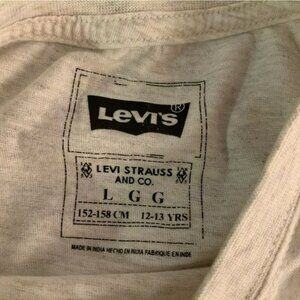 LEVI'S ®
LEVI STRAUSS
AND CO.
L G G
152-158 CM 12-13 YRS
MADE IN INDIA HECHO EN INDIA FABRIQUE EN INDE